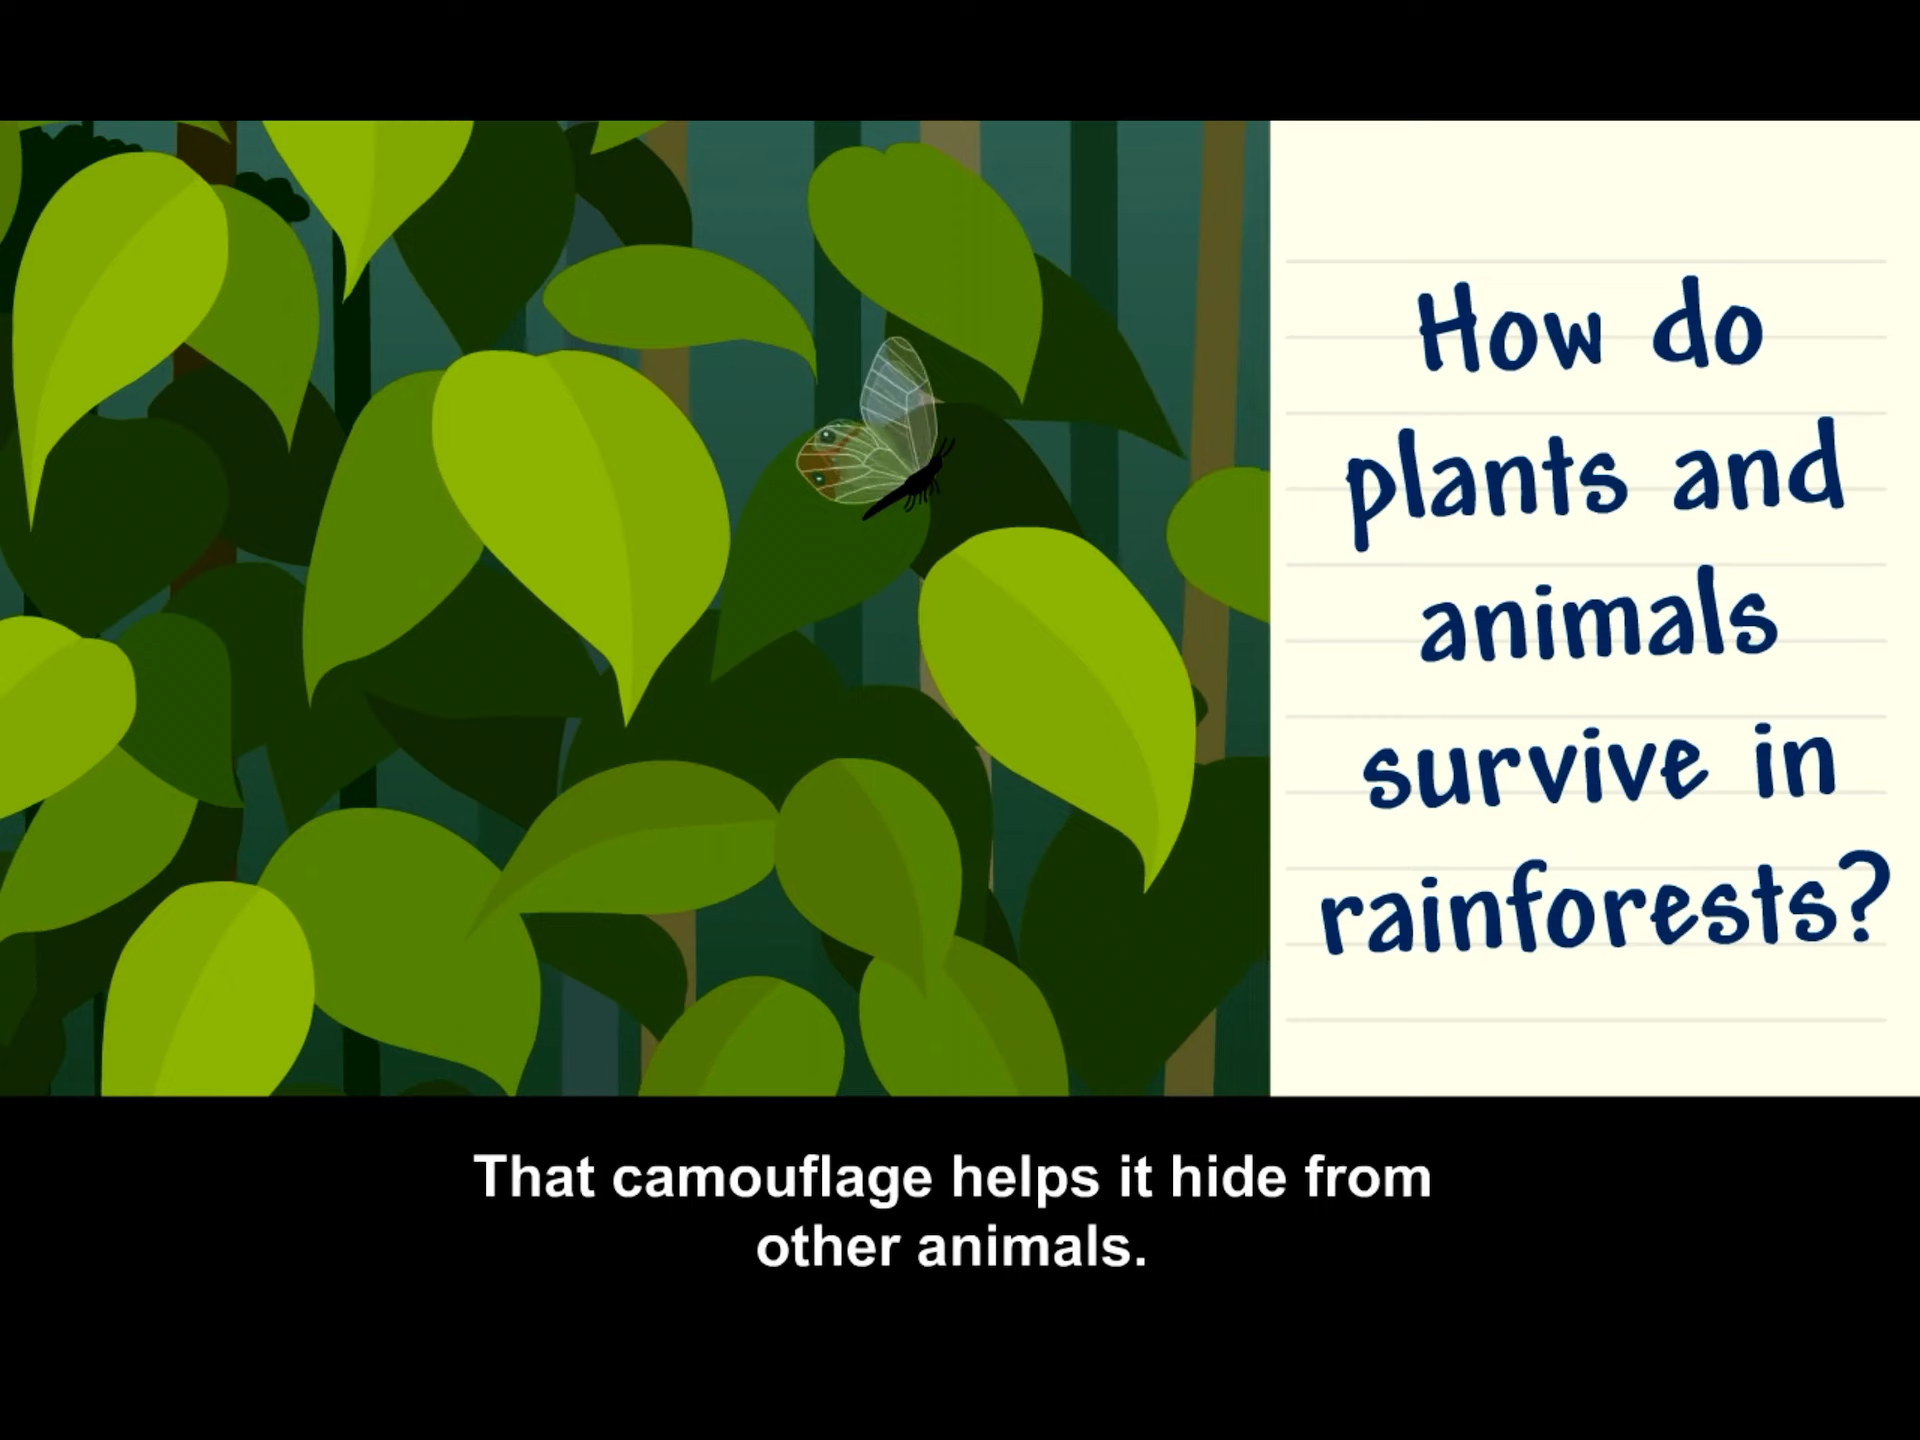 How do
plants and
animals
survive in
rainforests?
That camouflage helps it hide from
other animals.